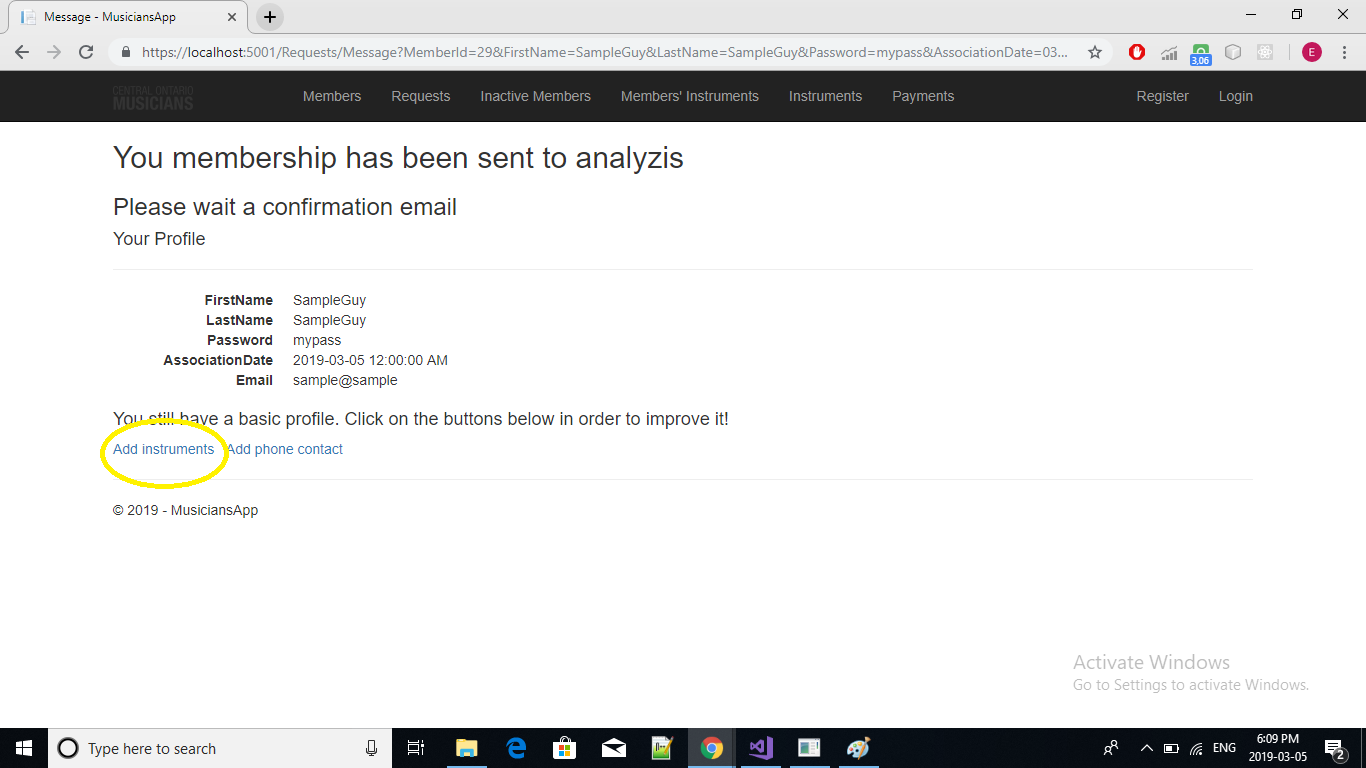 Message - MusiciansApp
https://localhost:5001/Requests/Message?MemberId=29&FirstName=SampleGuy&LastName=SampleGuy&Password=mypass&AssociationDate=03...
3,06
E
CENTRAL ONTARIO
MUSICIANS
Members Requests Inactive Members Members' Instruments Instruments Payments Register Login
You membership has been sent to analyzis
Please wait a confirmation email
Your Profile
FirstName SampleGuy
LastName SampleGuy
Password mypass
AssociationDate 2019-03-05 12:00:00 AM
Email sample@sample
You still have a basic profile. Click on the buttons below in order to improve it!
Add instruments Add phone contact
© 2019 - MusiciansApp
Activate Windows
Go to Settings to activate Windows.
Type here to search
ENG
6:09 PM
2019-03-05
2